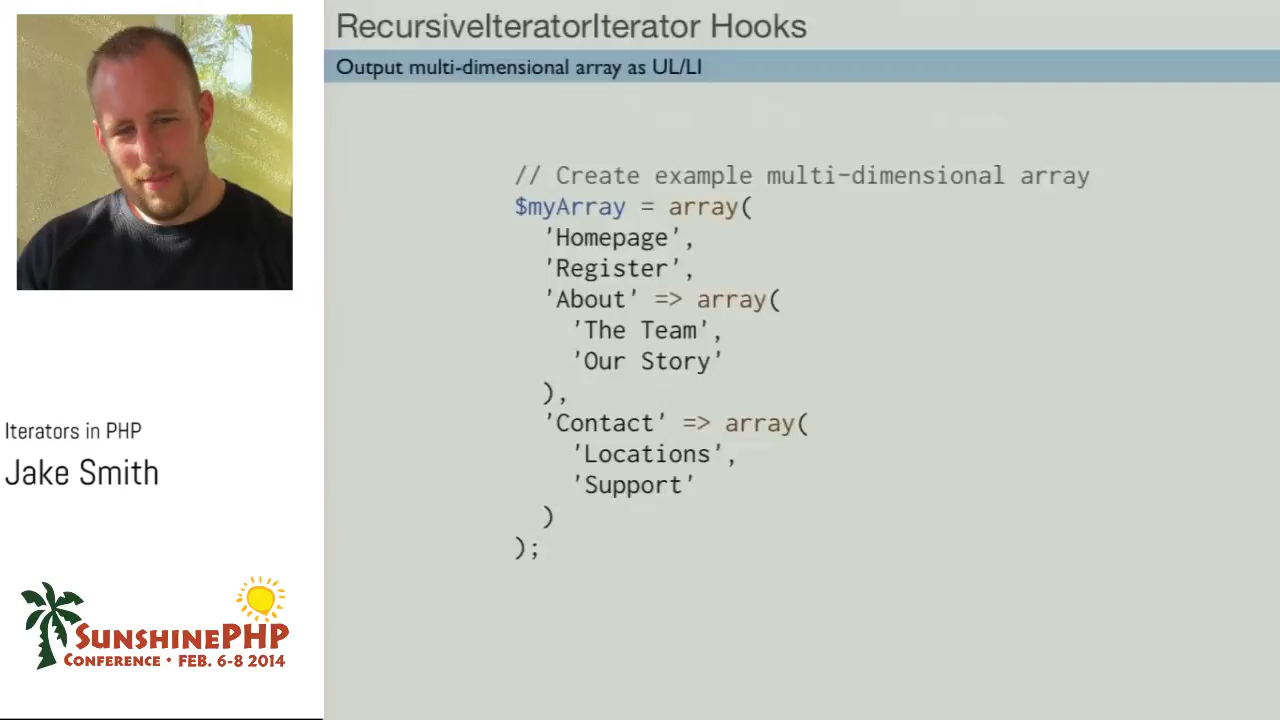 RecursiveIteratorIterator Hooks
Output multi-dimensional array as UL/LI
// Create example multi-dimensional array
$myArray = array(
'Homepage',
'Register',
'About' => array(
'The Team',
'Our Story'
),
'Contact' => array(
'Locations',
'Support'
)
);
Iterators in PHP
Jake Smith
SUNSHINEPHP
CONFERENCE • FEB. 6-8 2014